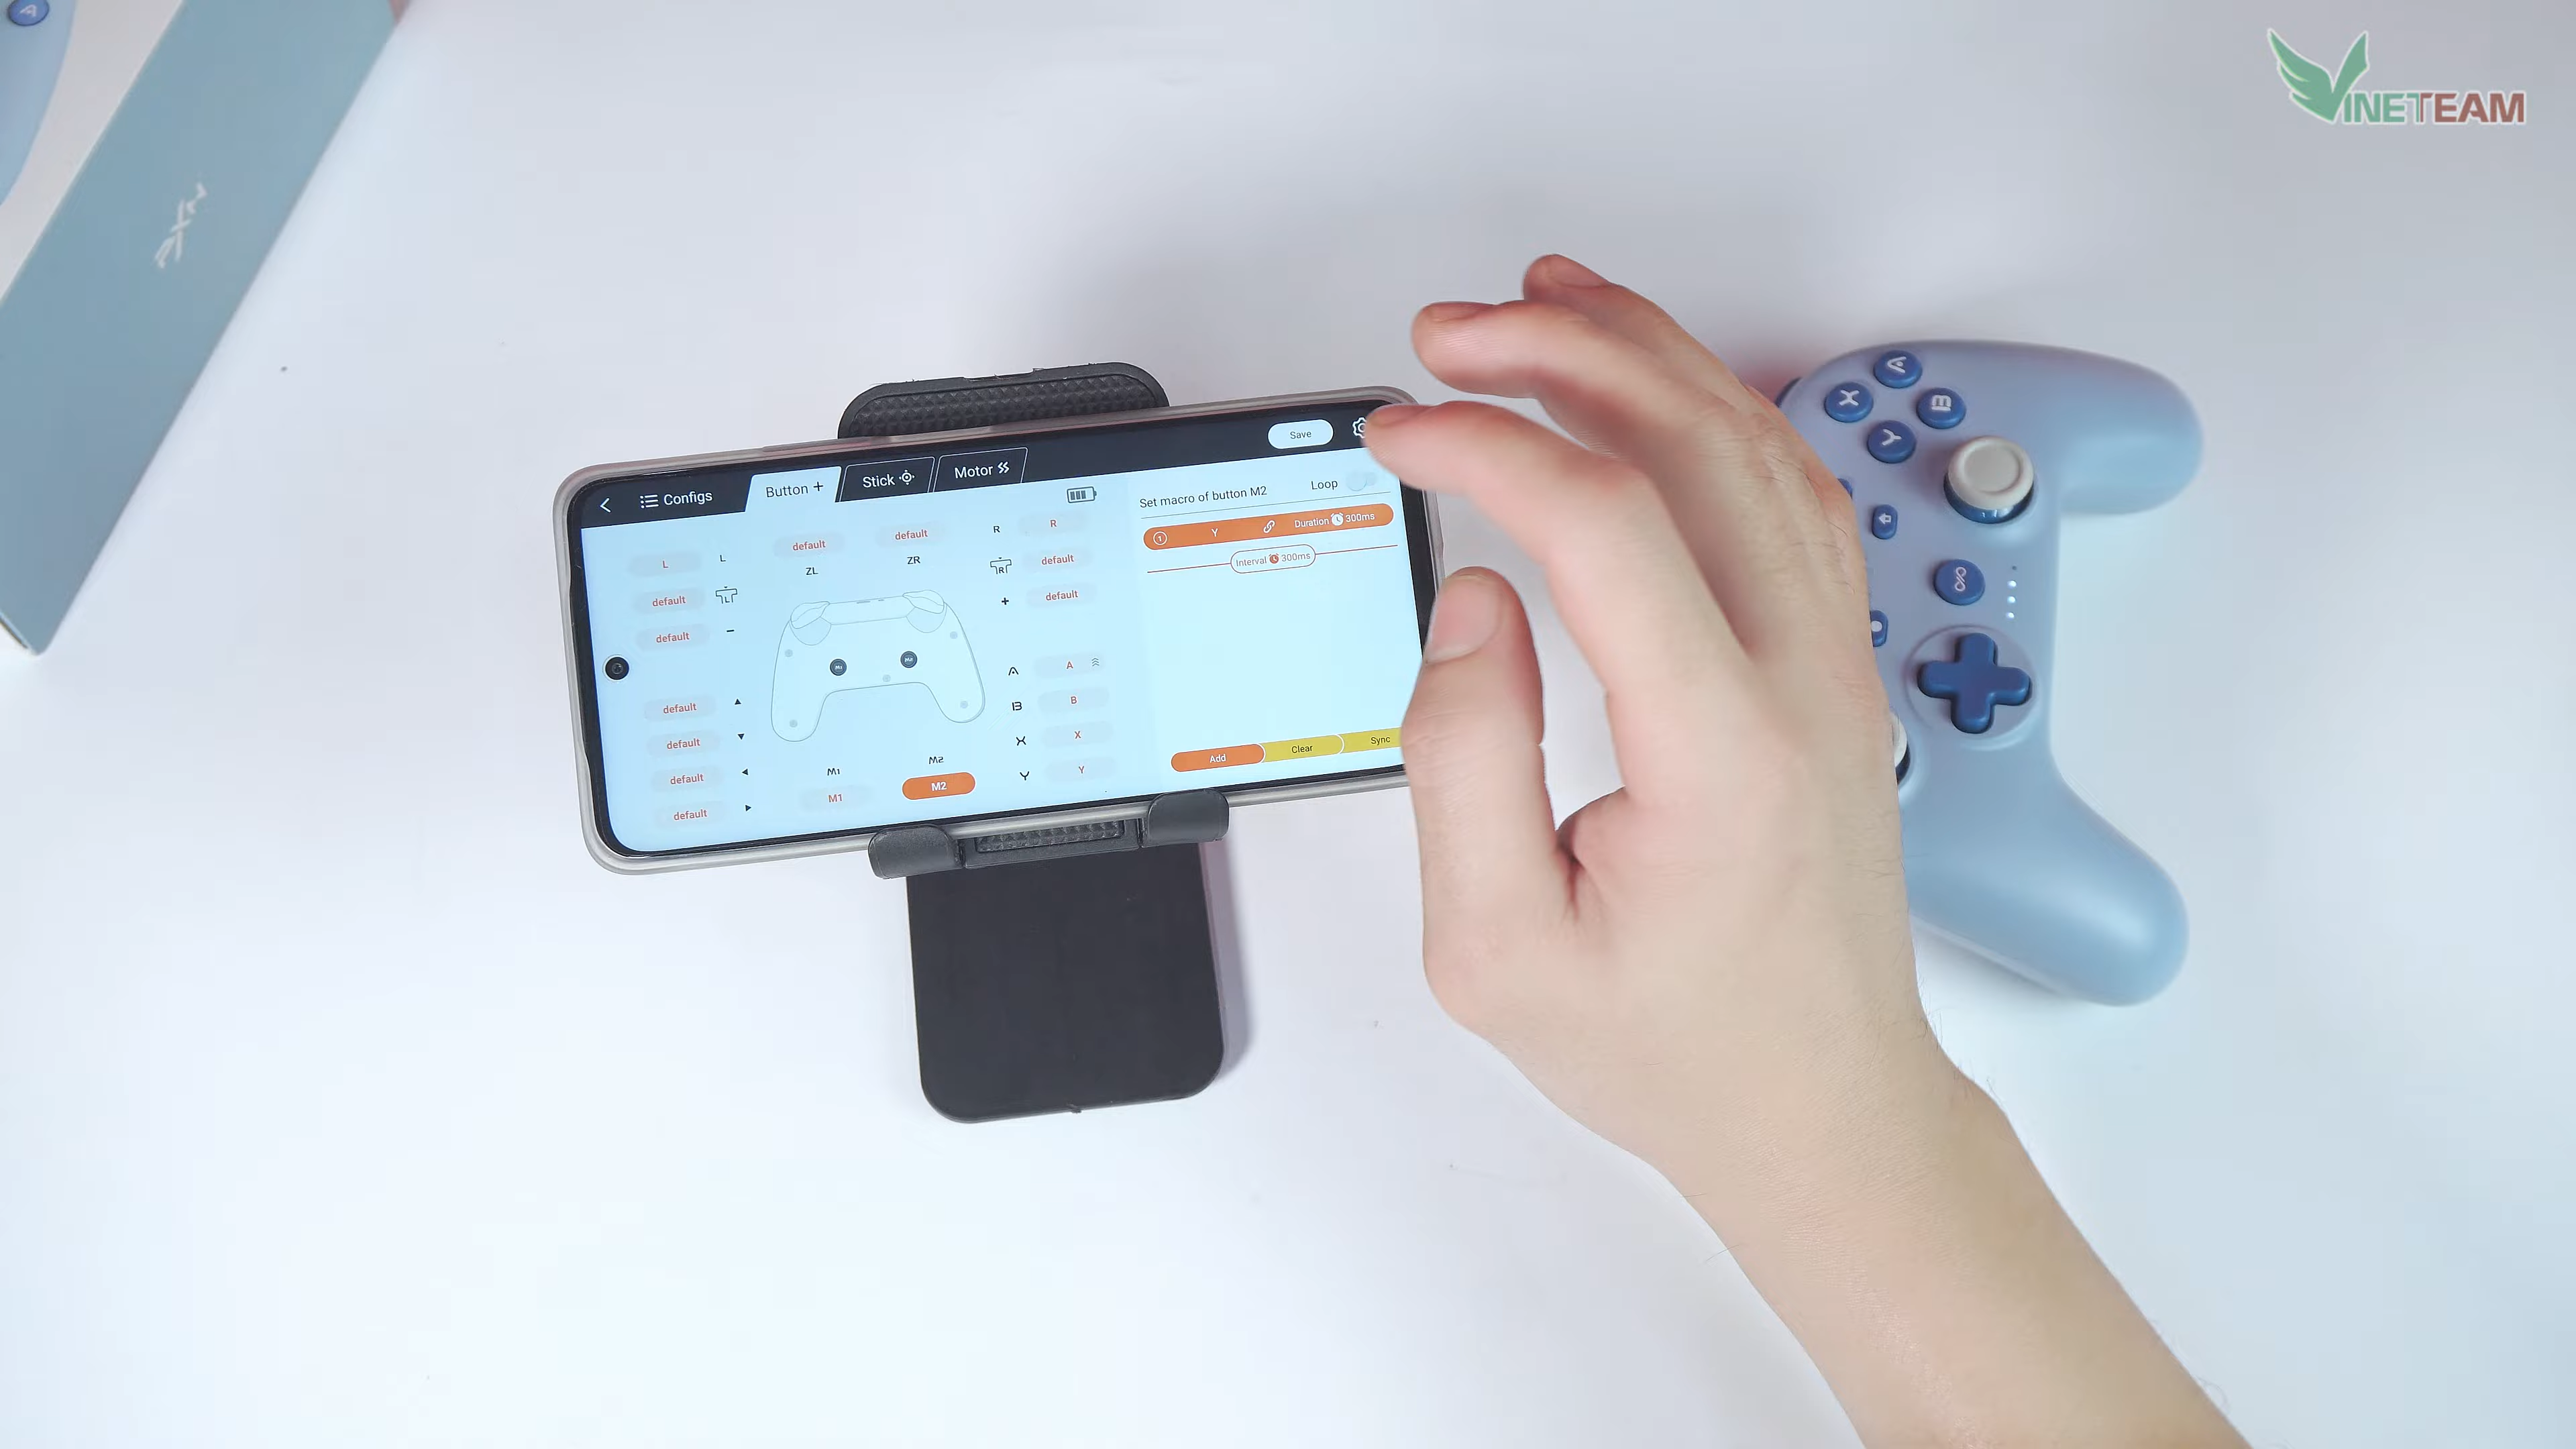 VINETEAM
Save
Configs
Button +
Stick
Motor
Set macro of button M2
Loop
1 Y Duration 300ms
Interval 300ms
L L
default
ZL
default
ZR
R R
default L
R default
default -
+ default
A A
B B
X X
Y Y
default
default
default
default
M1
M1
M2
M2
Add
Clear
Sync
A
X
B
Y
A